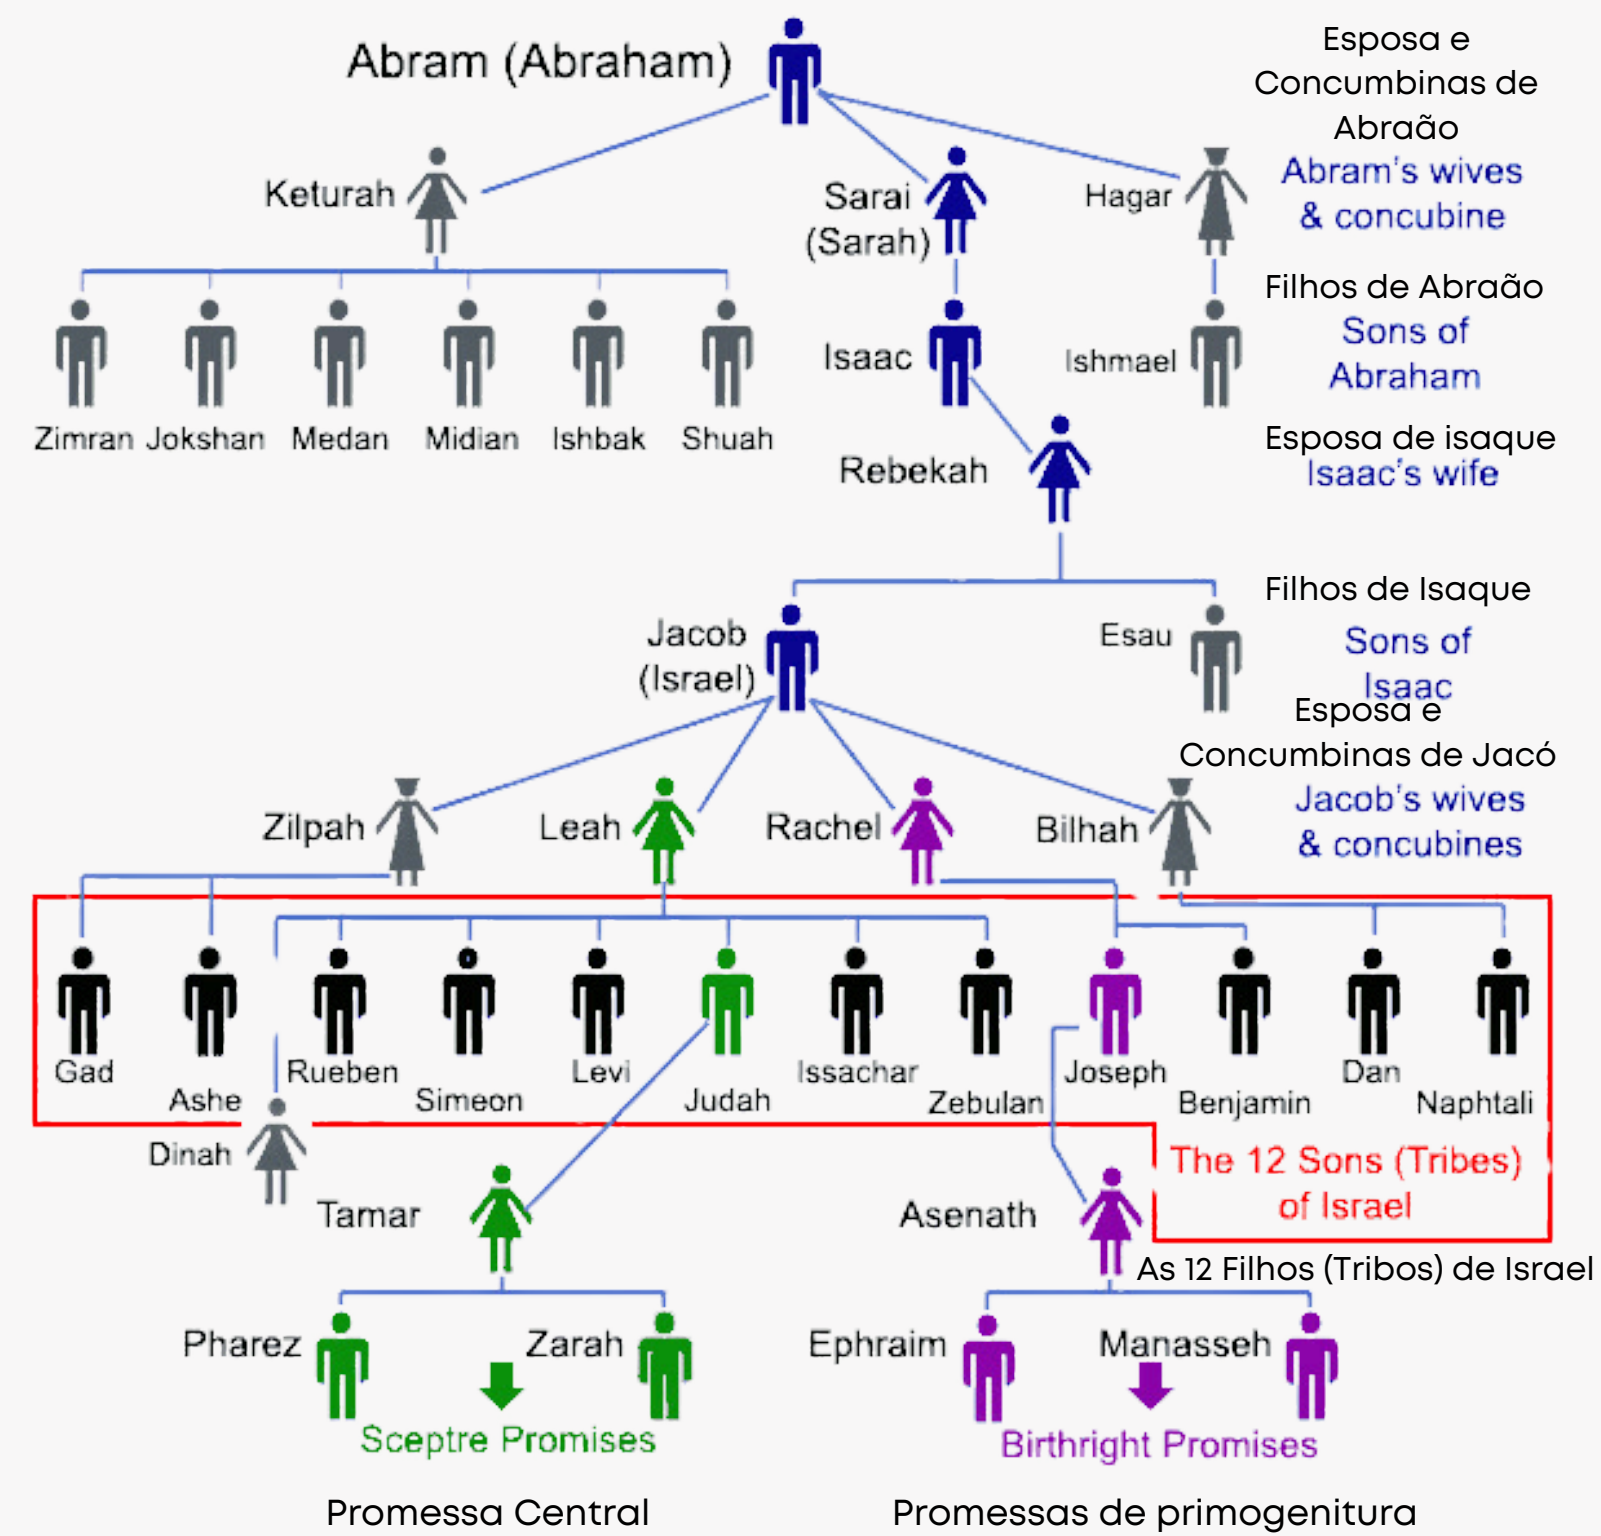 Abram (Abraham)
Esposa e
Concumbinas de
Abraão
Abram's wives
& concubine
Keturah
Sarai
(Sarah)
Hagar
Filhos de Abraão
Sons of
Abraham
Isaac
Ishmael
Zimran Jokshan Medan Midian Ishbak Shuah
Esposa de isaque
Isaac's wife
Rebekah
Filhos de Isaque
Sons of
Isaac
Jacob
(Israel)
Esau
Esposa e
Concumbinas de Jacó
Jacob's wives
& concubines
Zilpah
Leah
Rachel
Bilhah
Gad
Ashe
Rueben
Simeon
Levi
Judah
Issachar
Zebulan
Joseph
Benjamin
Dan
Naphtali
Dinah
The 12 Sons (Tribes)
of Israel
Tamar
Asenath
As 12 Filhos (Tribos) de Israel
Pharez
Zarah
Ephraim
Manasseh
Sceptre Promises
Birthright Promises
Promessa Central
Promessas de primogenitura